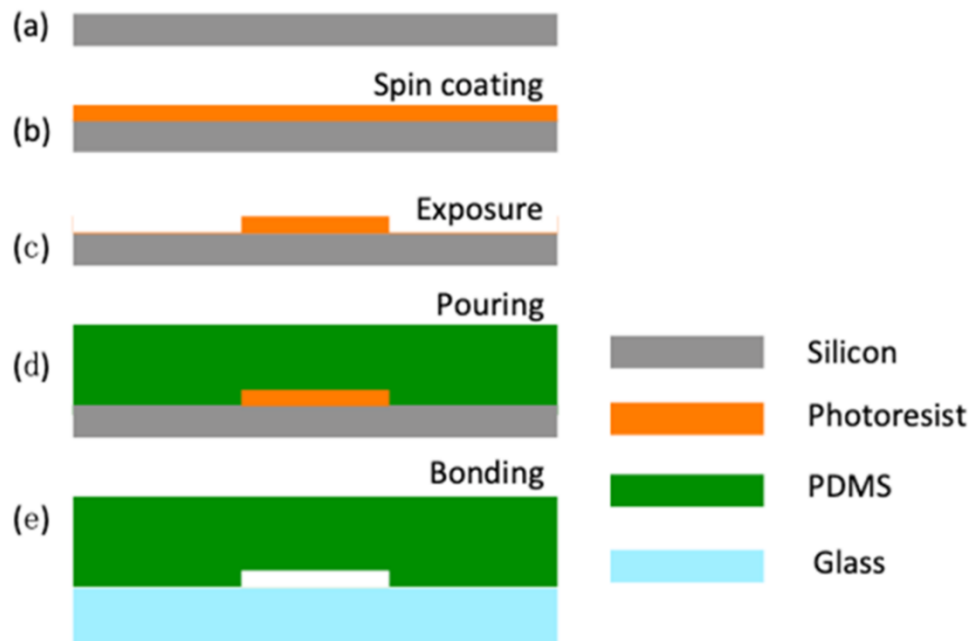 (a)
Spin coating
(b)
Exposure
(c)
Pouring
(d)
Silicon
Photoresist
Bonding
PDMS
(e)
Glass